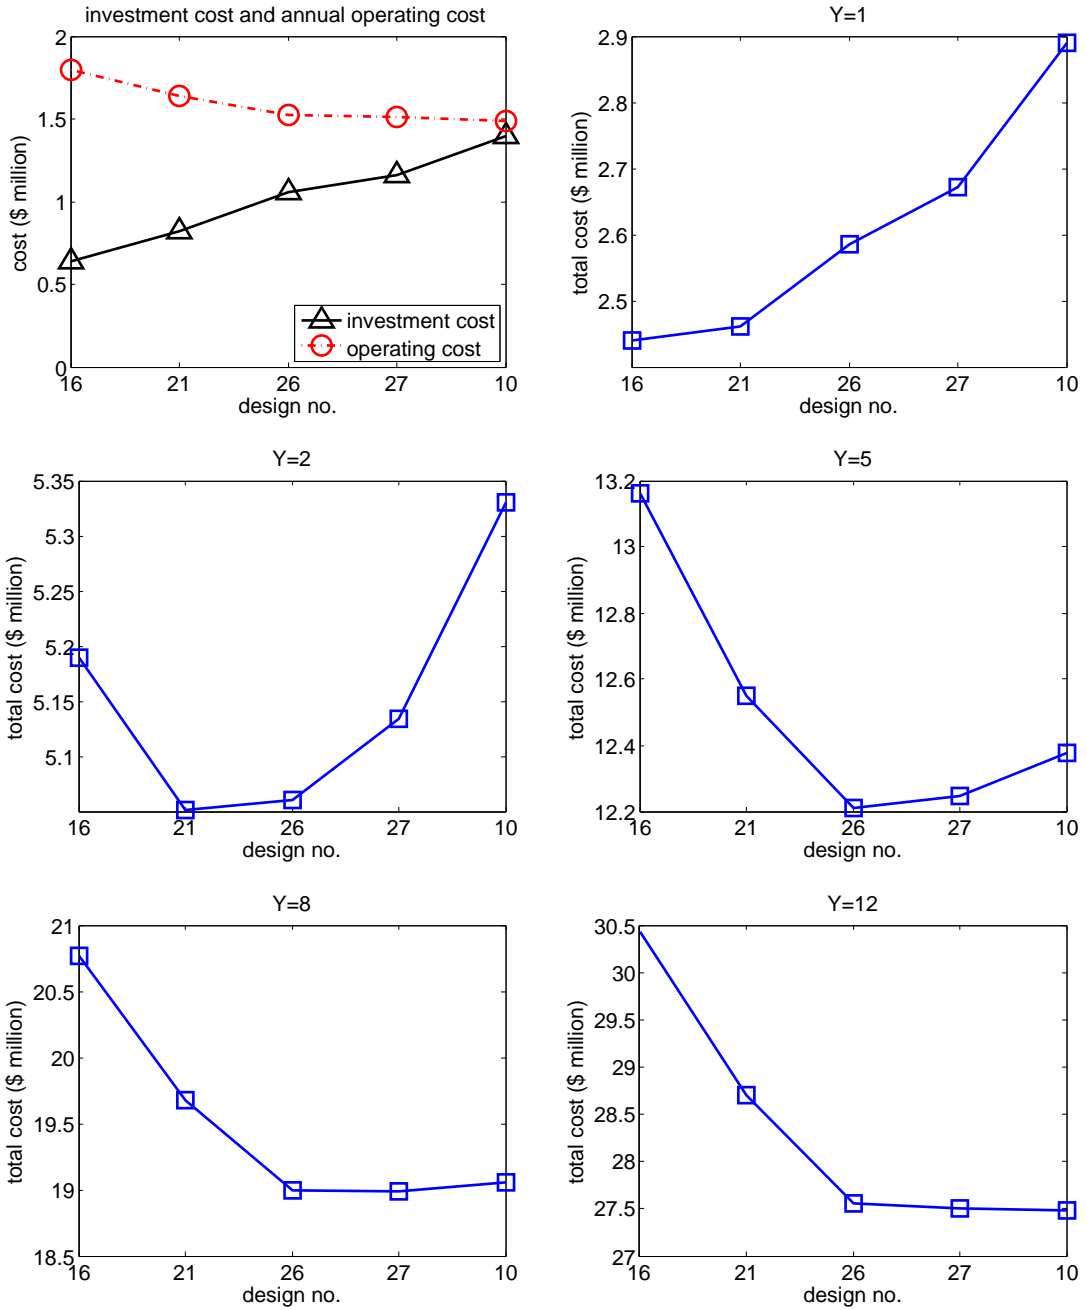 investment cost and annual operating cost
2
1.5
1
0.5
0
cost ($ million)
investment cost
operating cost
16 21 26 27 10
design no.
Y=1
2.9
2.8
2.7
2.6
2.5
total cost ($ million)
16 21 26 27 10
design no.
Y=2
5.35
5.3
5.25
5.2
5.15
5.1
total cost ($ million)
16 21 26 27 10
design no.
Y=5
13.2
13
12.8
12.6
12.4
12.2
total cost ($ million)
16 21 26 27 10
design no.
Y=8
21
20.5
20
19.5
19
18.5
total cost ($ million)
16 21 26 27 10
design no.
Y=12
30.5
30
29.5
29
28.5
28
27.5
27
total cost ($ million)
16 21 26 27 10
design no.